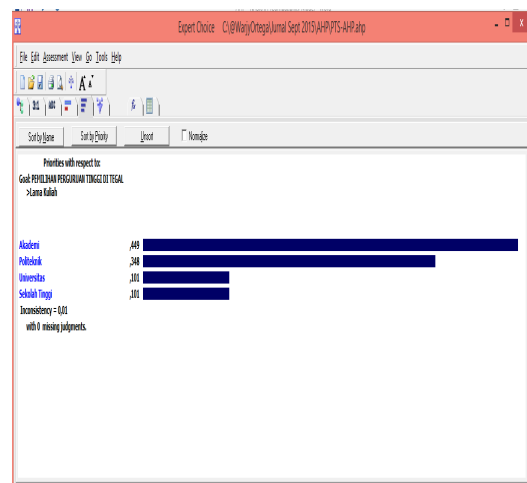 Expert Choice C:\@WarjyOrtega\Jurnal Sept 2015\AHP\PTS-AHP.ahp
File Edit Assessment View Go Tools Help
Sort by Name Sort by Priority Unsort Normalize
Priorities with respect to:
Goal: PEMILIHAN PERGURUAN TINGGI DI TEGAL
>Lama Kuliah
Akademi ,449
Politeknik ,348
Universitas ,101
Sekolah Tinggi ,101
Inconsistency = 0,01
with 0 missing judgments.